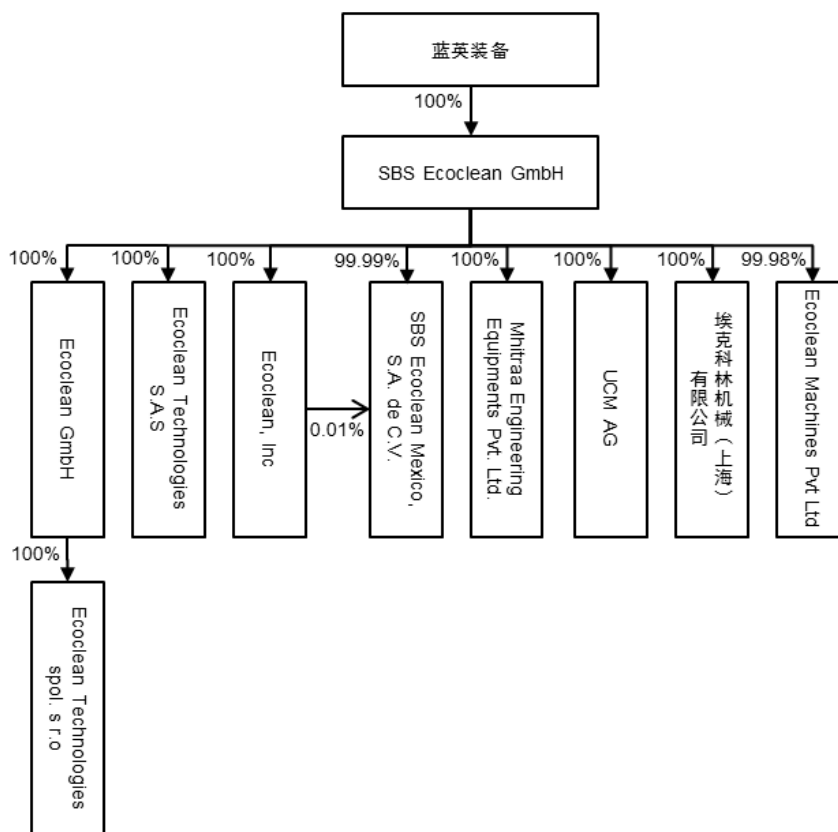 蓝英装备
100%
SBS Ecoclean GmbH
100%
100%
100%
99.99%
100%
100%
100%
99.98%
Ecoclean GmbH
Ecoclean Technologies
S.A.S
Ecoclean, Inc
0.01%
SBS Ecoclean Mexico,
S.A. de C.V.
Mhitraa Engineering
Equipments Pvt. Ltd.
UCM AG
埃克科林机械（上海）
有限公司
Ecoclean Machines Pvt Ltd
100%
Ecoclean Technologies
spol. s r.o